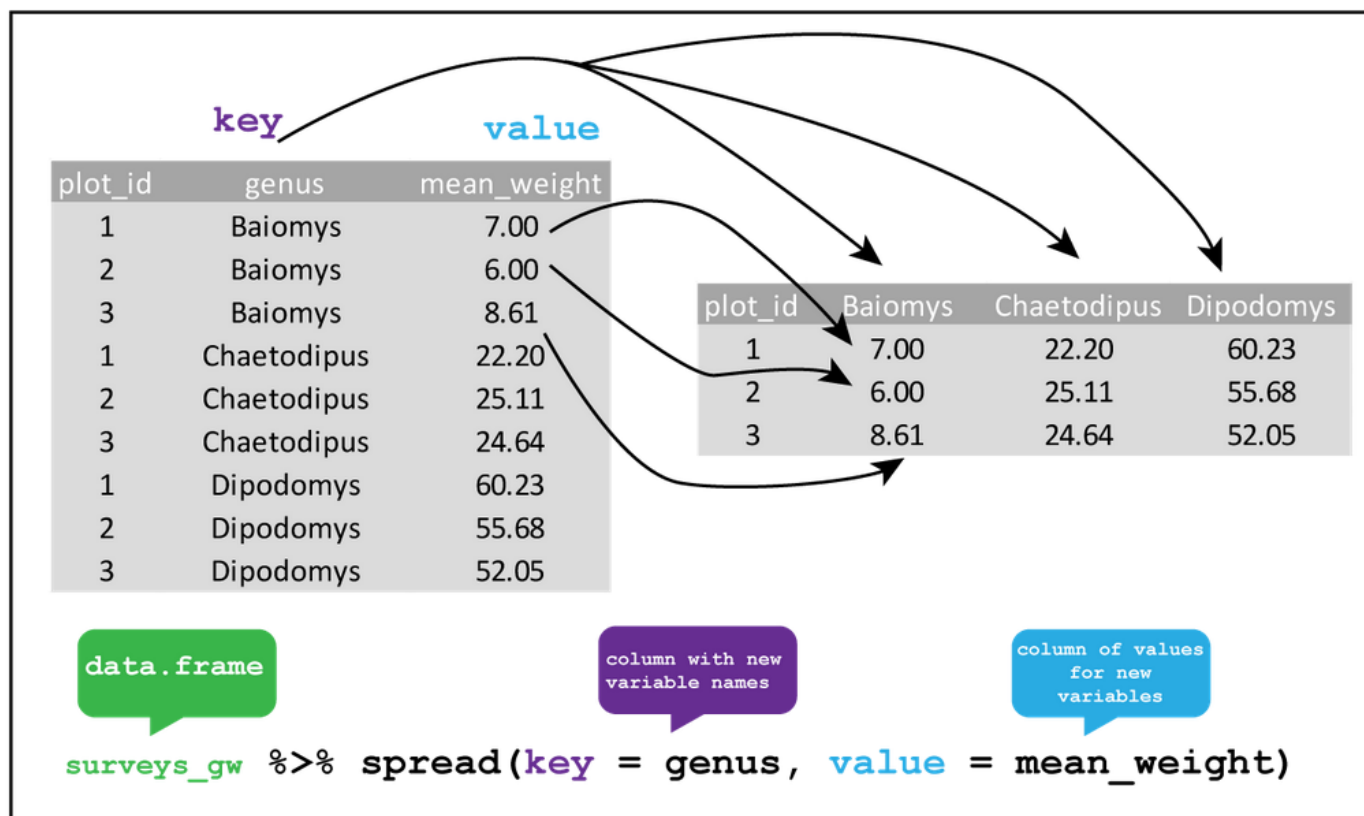 key value
plot_id genus mean_weight
1 Baiomys 7.00
2 Baiomys 6.00
3 Baiomys 8.61
1 Chaetodipus 22.20
2 Chaetodipus 25.11
3 Chaetodipus 24.64
1 Dipodomys 60.23
2 Dipodomys 55.68
3 Dipodomys 52.05
plot_id Baiomys Chaetodipus Dipodomys
1 7.00 22.20 60.23
2 6.00 25.11 55.68
3 8.61 24.64 52.05
data.frame
column with new
variable names
column of values
for new
variables
surveys_gw %>% spread(key = genus, value = mean_weight)